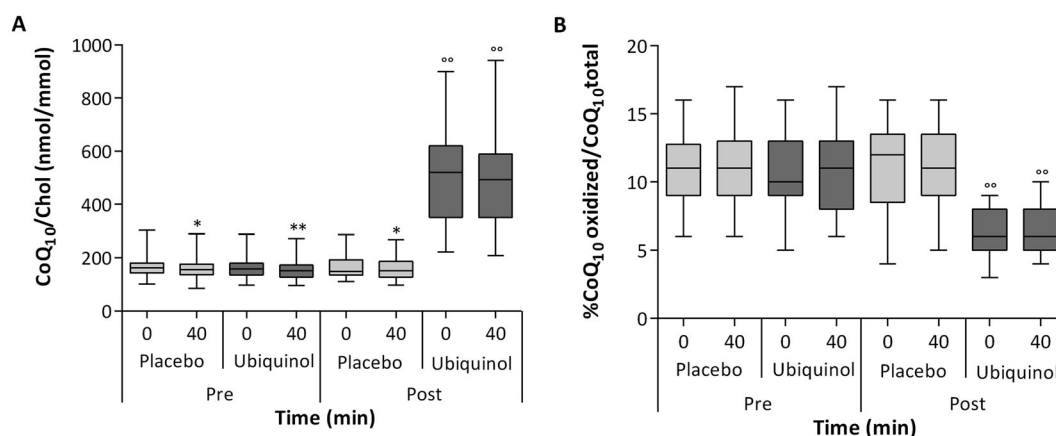 A
CoQ10/Chol (nmol/mmol)
1000
800
600
400
200
0
* ** * °° °°
0 40 0 40 0 40 0 40
Placebo Ubiquinol Placebo Ubiquinol
Pre Post
Time (min)
B
%CoQ10 oxidized/CoQ10total
20
15
10
5
0
°° °°
0 40 0 40 0 40 0 40
Placebo Ubiquinol Placebo Ubiquinol
Pre Post
Time (min)